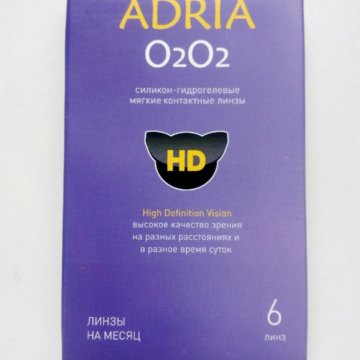 ADRIA
O2O2
силикон-гидрогелевые
мягкие контактные линзы
HD
High Definition Vision
высокое качество зрения
на разных расстояниях и
в разное время суток
ЛИНЗЫ
НА МЕСЯЦ
6
ЛИНЗ